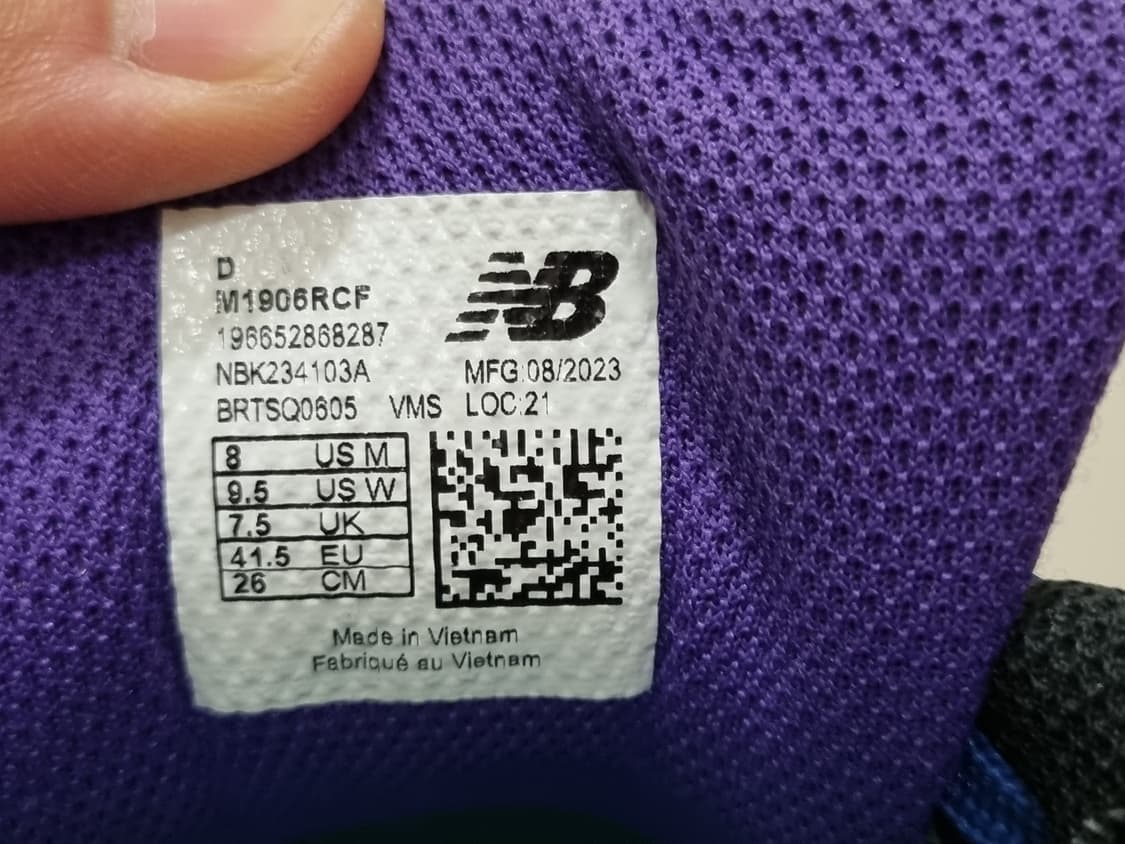 D
M1906RCF
196652868287
NBK234103A
BRTSQ0605 VMS
NB
MFG:08/2023
LOC:21
8 US M
9.5 US W
7.5 UK
41.5 EU
26 CM
Made in Vietnam
Fabriqué au Vietnam